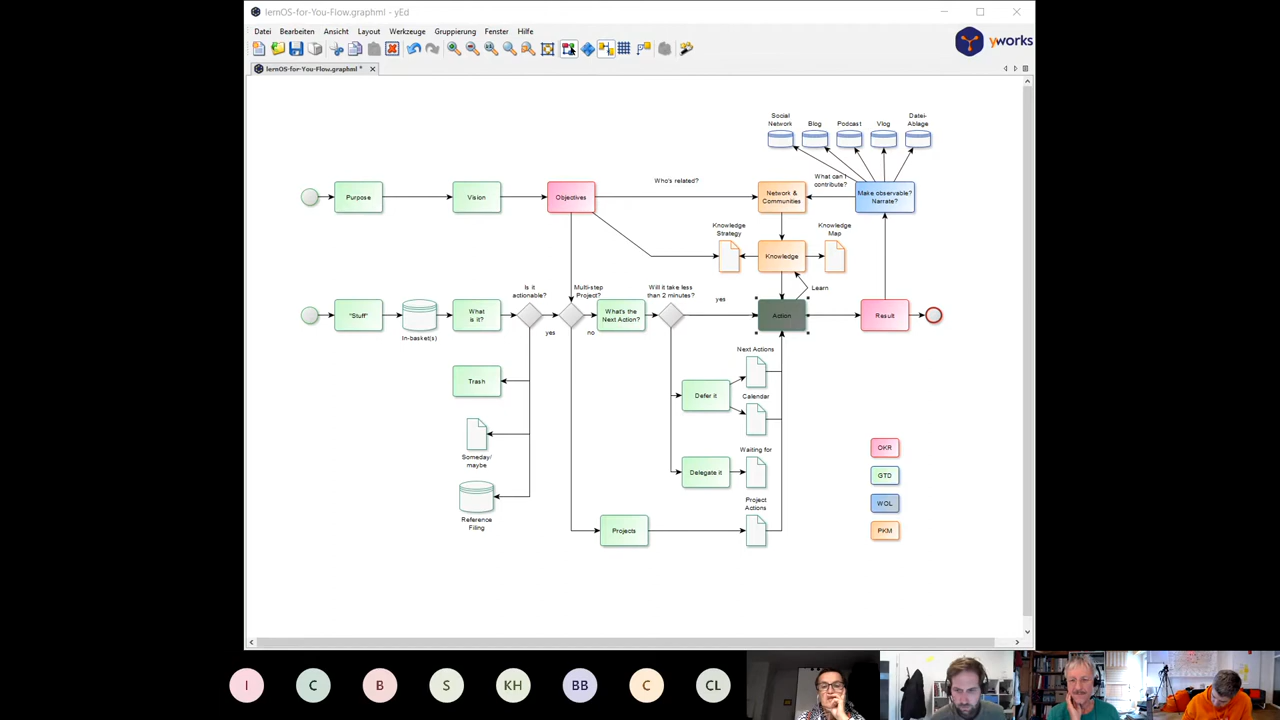 lernOS-for-You-Flow.graphml - yEd
Datei Bearbeiten Ansicht Layout Werkzeuge Gruppierung Fenster Hilfe
yworks
lernOS-for-You-Flow.graphml *
Social
Network
Blog
Podcast
Vlog
Datei-
Ablage
Who's related?
What can I
contribute?
Purpose
Vision
Objectives
Network &
Communities
Make observable?
Narrate?
Knowledge
Strategy
Knowledge
Map
Knowledge
Is it
actionable?
Multi-step
Project?
Will it take less
than 2 minutes?
yes
Learn
"Stuff"
What
is it?
What's the
Next Action?
Action
Result
In-basket(s)
yes
no
Next Actions
Trash
Defer it
Calendar
Someday/
maybe
Waiting for
Delegate it
Reference
Filing
Project
Actions
Projects
OKR
GTD
WOL
PKM
I C B S KH BB C CL